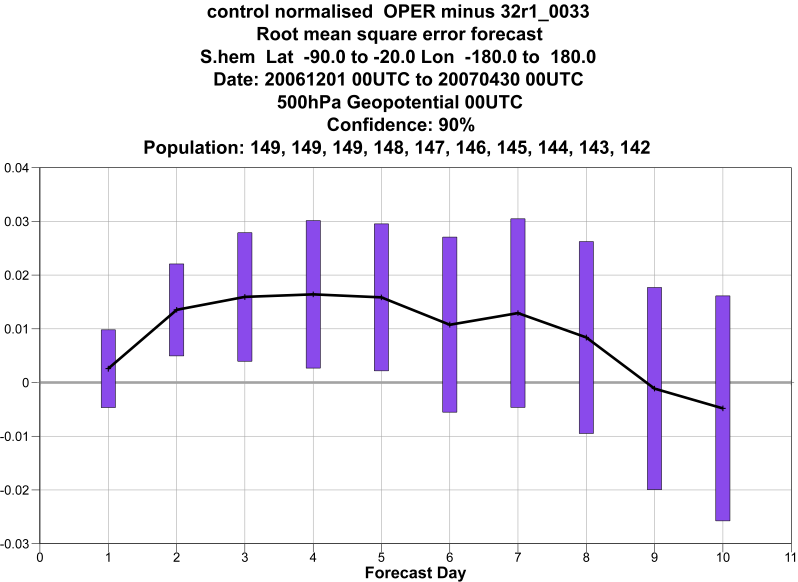 control normalised  OPER minus 32r1_0033
Root mean square error forecast
S.hem  Lat  -90.0 to -20.0 Lon  -180.0 to  180.0
Date: 20061201 00UTC to 20070430 00UTC
500hPa Geopotential 00UTC
Confidence: 90%
Population: 149, 149, 149, 148, 147, 146, 145, 144, 143, 142
0.04
0.03
0.02
0.01
0
-0.01
-0.02
-0.03
0 1 2 3 4 5 6 7 8 9 10 11
Forecast Day